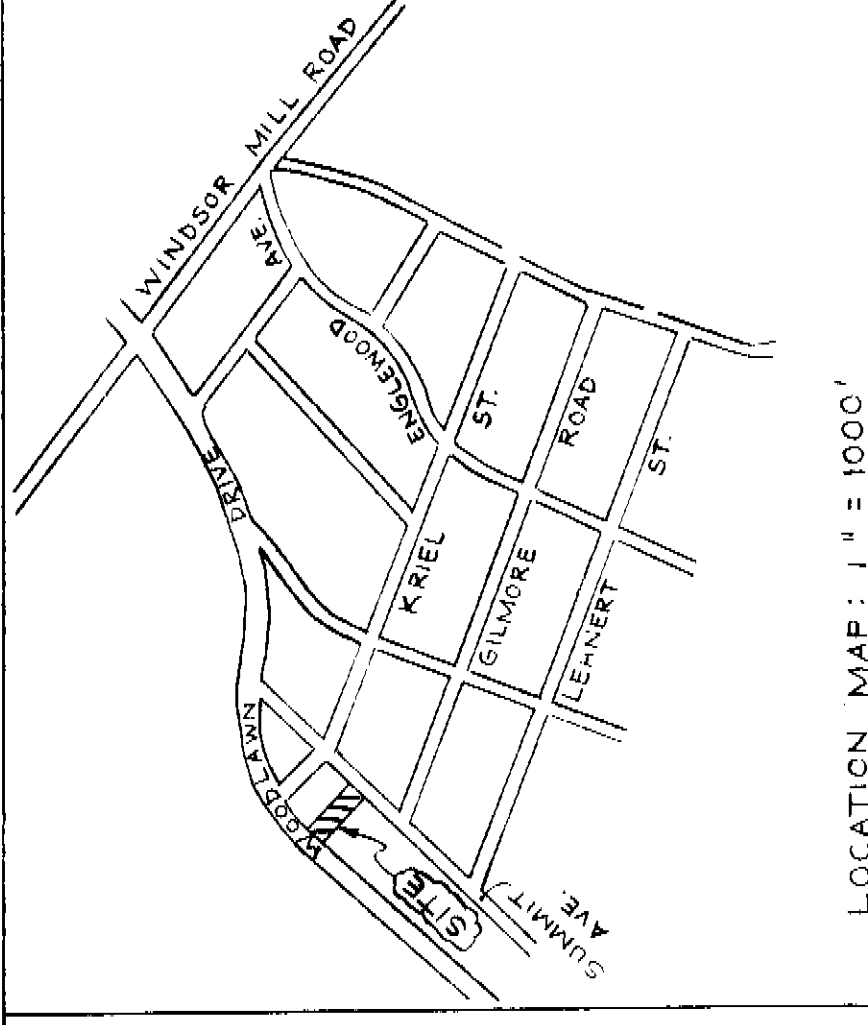 WINDSOR MILL ROAD
ENGLEWOOD AVE.
WOODLAWN DRIVE
KRIEL ST.
GILMORE ROAD
LEHNERT ST.
SITE
SUMMIT
AVE.
LOCATION MAP: 1" = 1000'